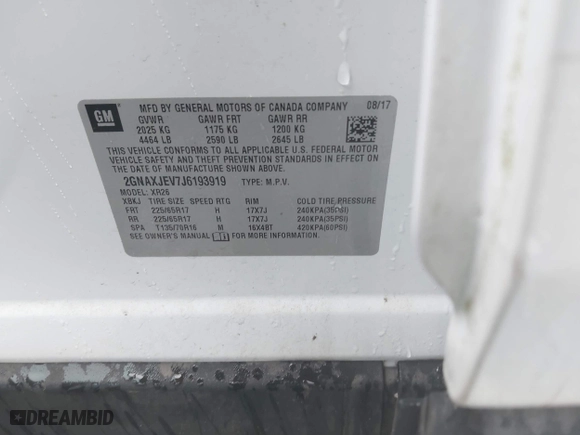 GM
MFD BY GENERAL MOTORS OF CANADA COMPANY 08/17
GVWR GAWR FRT GAWR RR
2025 KG 1175 KG 1200 KG
4464 LB 2590 LB 2645 LB
THIS VEHICLE CONFORMS TO ALL APPLICABLE U.S. FEDERAL MOTOR
VEHICLE SAFETY AND THEFT PREVENTION STANDARDS IN EFFECT ON THE
DATE OF MANUFACTURE SHOWN ABOVE.
2GNAXJEV7J6193919 TYPE: M.P.V.
MODEL: XR26
XBKJ TIRE SIZE SPEED RTG RIM COLD TIRE PRESSURE
FRT 225/65R17 H 17X7J 240KPA(35PSI)
RR 225/65R17 H 17X7J 240KPA(35PSI)
SPA T135/70R16 M 16X4BT 420KPA(60PSI)
SEE OWNER'S MANUAL FOR MORE INFORMATION.
DREAMBID